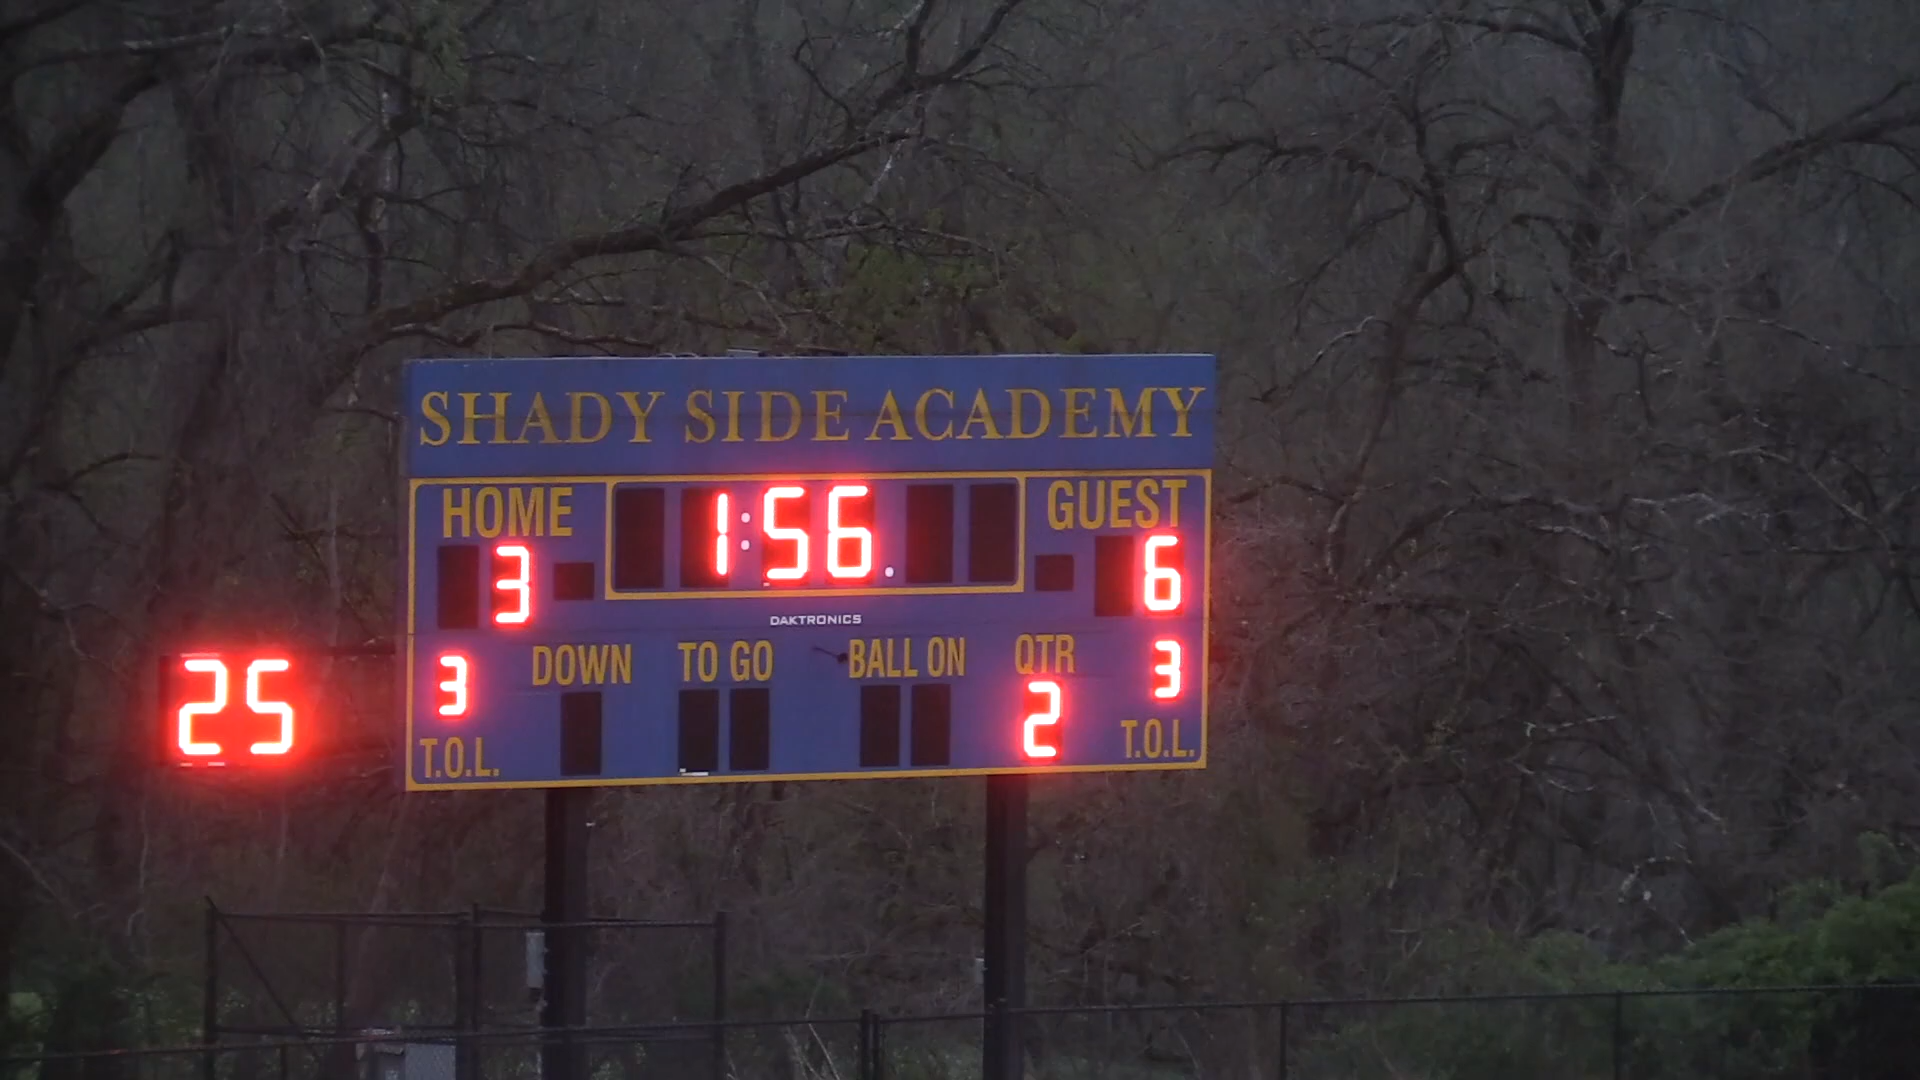 SHADY SIDE ACADEMY
HOME 1:56. GUEST
3 6
DAKTRONICS
25 3 DOWN TO GO BALL ON QTR 3
2
T.O.L. T.O.L.